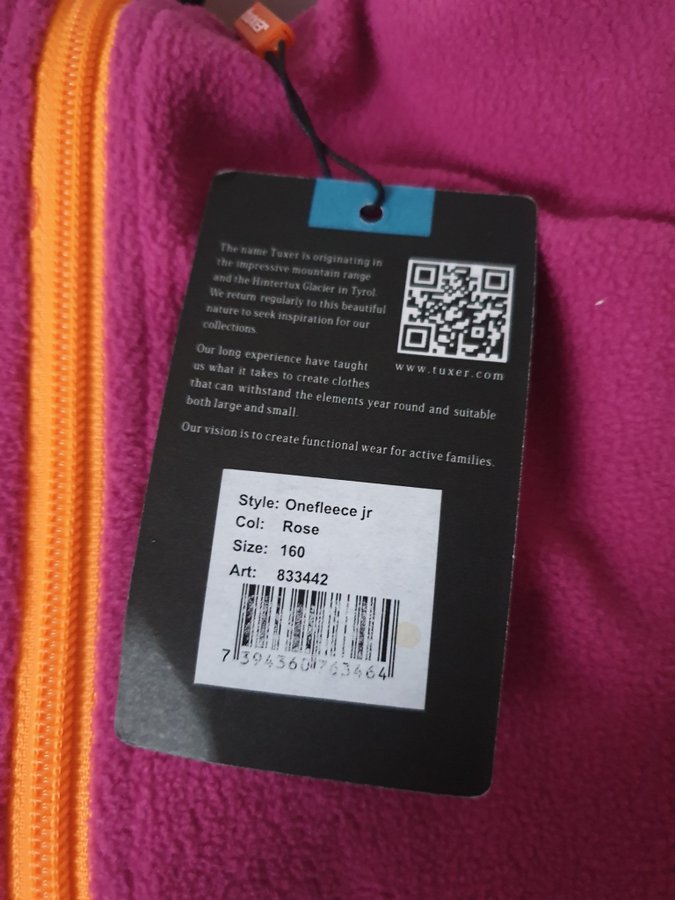 The name Tuxer is originating in
the impressive mountain range
and the Hintertux Glacier in Tyrol.
We return regularly to this beautiful
nature to seek inspiration for our
collections.
www.tuxer.com
Our long experience have taught
us what it takes to create clothes
that can withstand the elements year round and suitable
both large and small.
Our vision is to create functional wear for active families.
Style: Onefleece jr
Col: Rose
Size: 160
Art: 833442
7 394360 763464